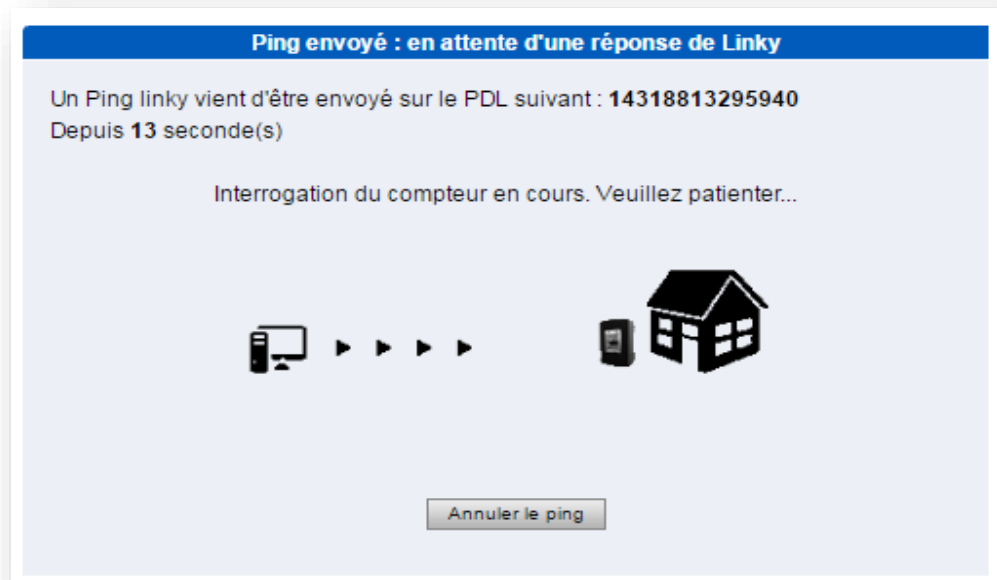 Ping envoyé : en attente d'une réponse de Linky
Un Ping linky vient d'être envoyé sur le PDL suivant : 14318813295940
Depuis 13 seconde(s)
Interrogation du compteur en cours. Veuillez patienter...
Annuler le ping